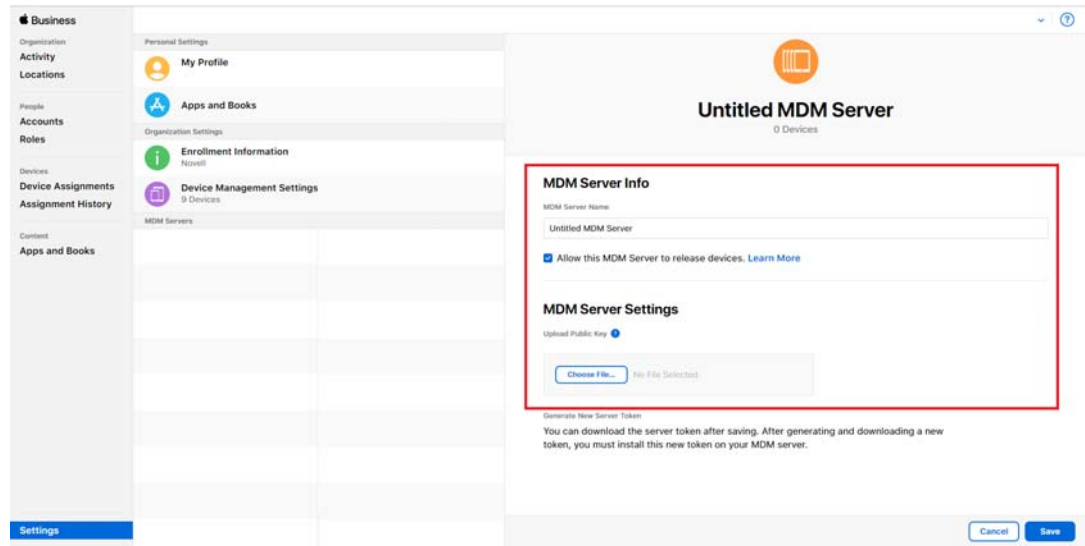 Business
Organization
Activity
Locations
People
Accounts
Roles
Devices
Device Assignments
Assignment History
Content
Apps and Books
Settings
Personal Settings
My Profile
Apps and Books
Organization Settings
Enrollment Information
Novell
Device Management Settings
9 Devices
MDM Servers
Untitled MDM Server
0 Devices
MDM Server Info
MDM Server Name
Untitled MDM Server
Allow this MDM Server to release devices. Learn More
MDM Server Settings
Upload Public Key ?
Choose File... No File Selected
Generate New Server Token
You can download the server token after saving. After generating and downloading a new
token, you must install this new token on your MDM server.
Cancel Save